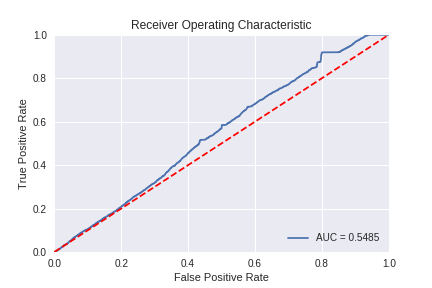 Receiver Operating Characteristic
1.0
0.8
0.6
0.4
0.2
0.0
True Positive Rate
AUC = 0.5485
0.0 0.2 0.4 0.6 0.8 1.0
False Positive Rate